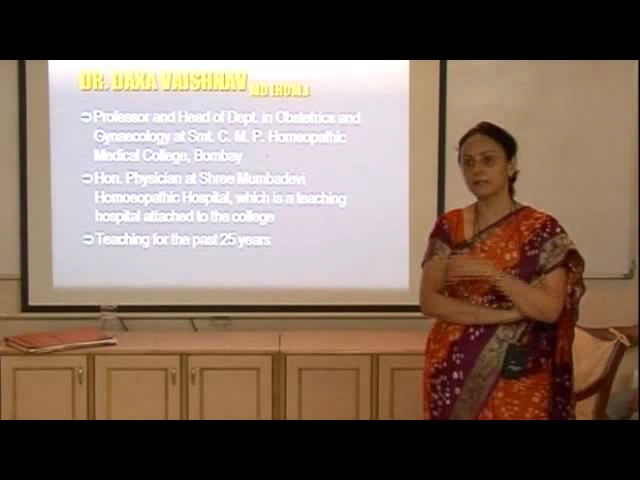 DR. DAXA VAISHNAV MD (HOM)
➲ Professor and Head of Dept. in Obstetrics and
Gynaecology at Smt. C. M. P. Homeopathic
Medical College, Bombay
➲ Hon. Physician at Shree Mumbadevi
Homoeopathic Hospital, which is a teaching
hospital attached to the college
➲ Teaching for the past 25 years